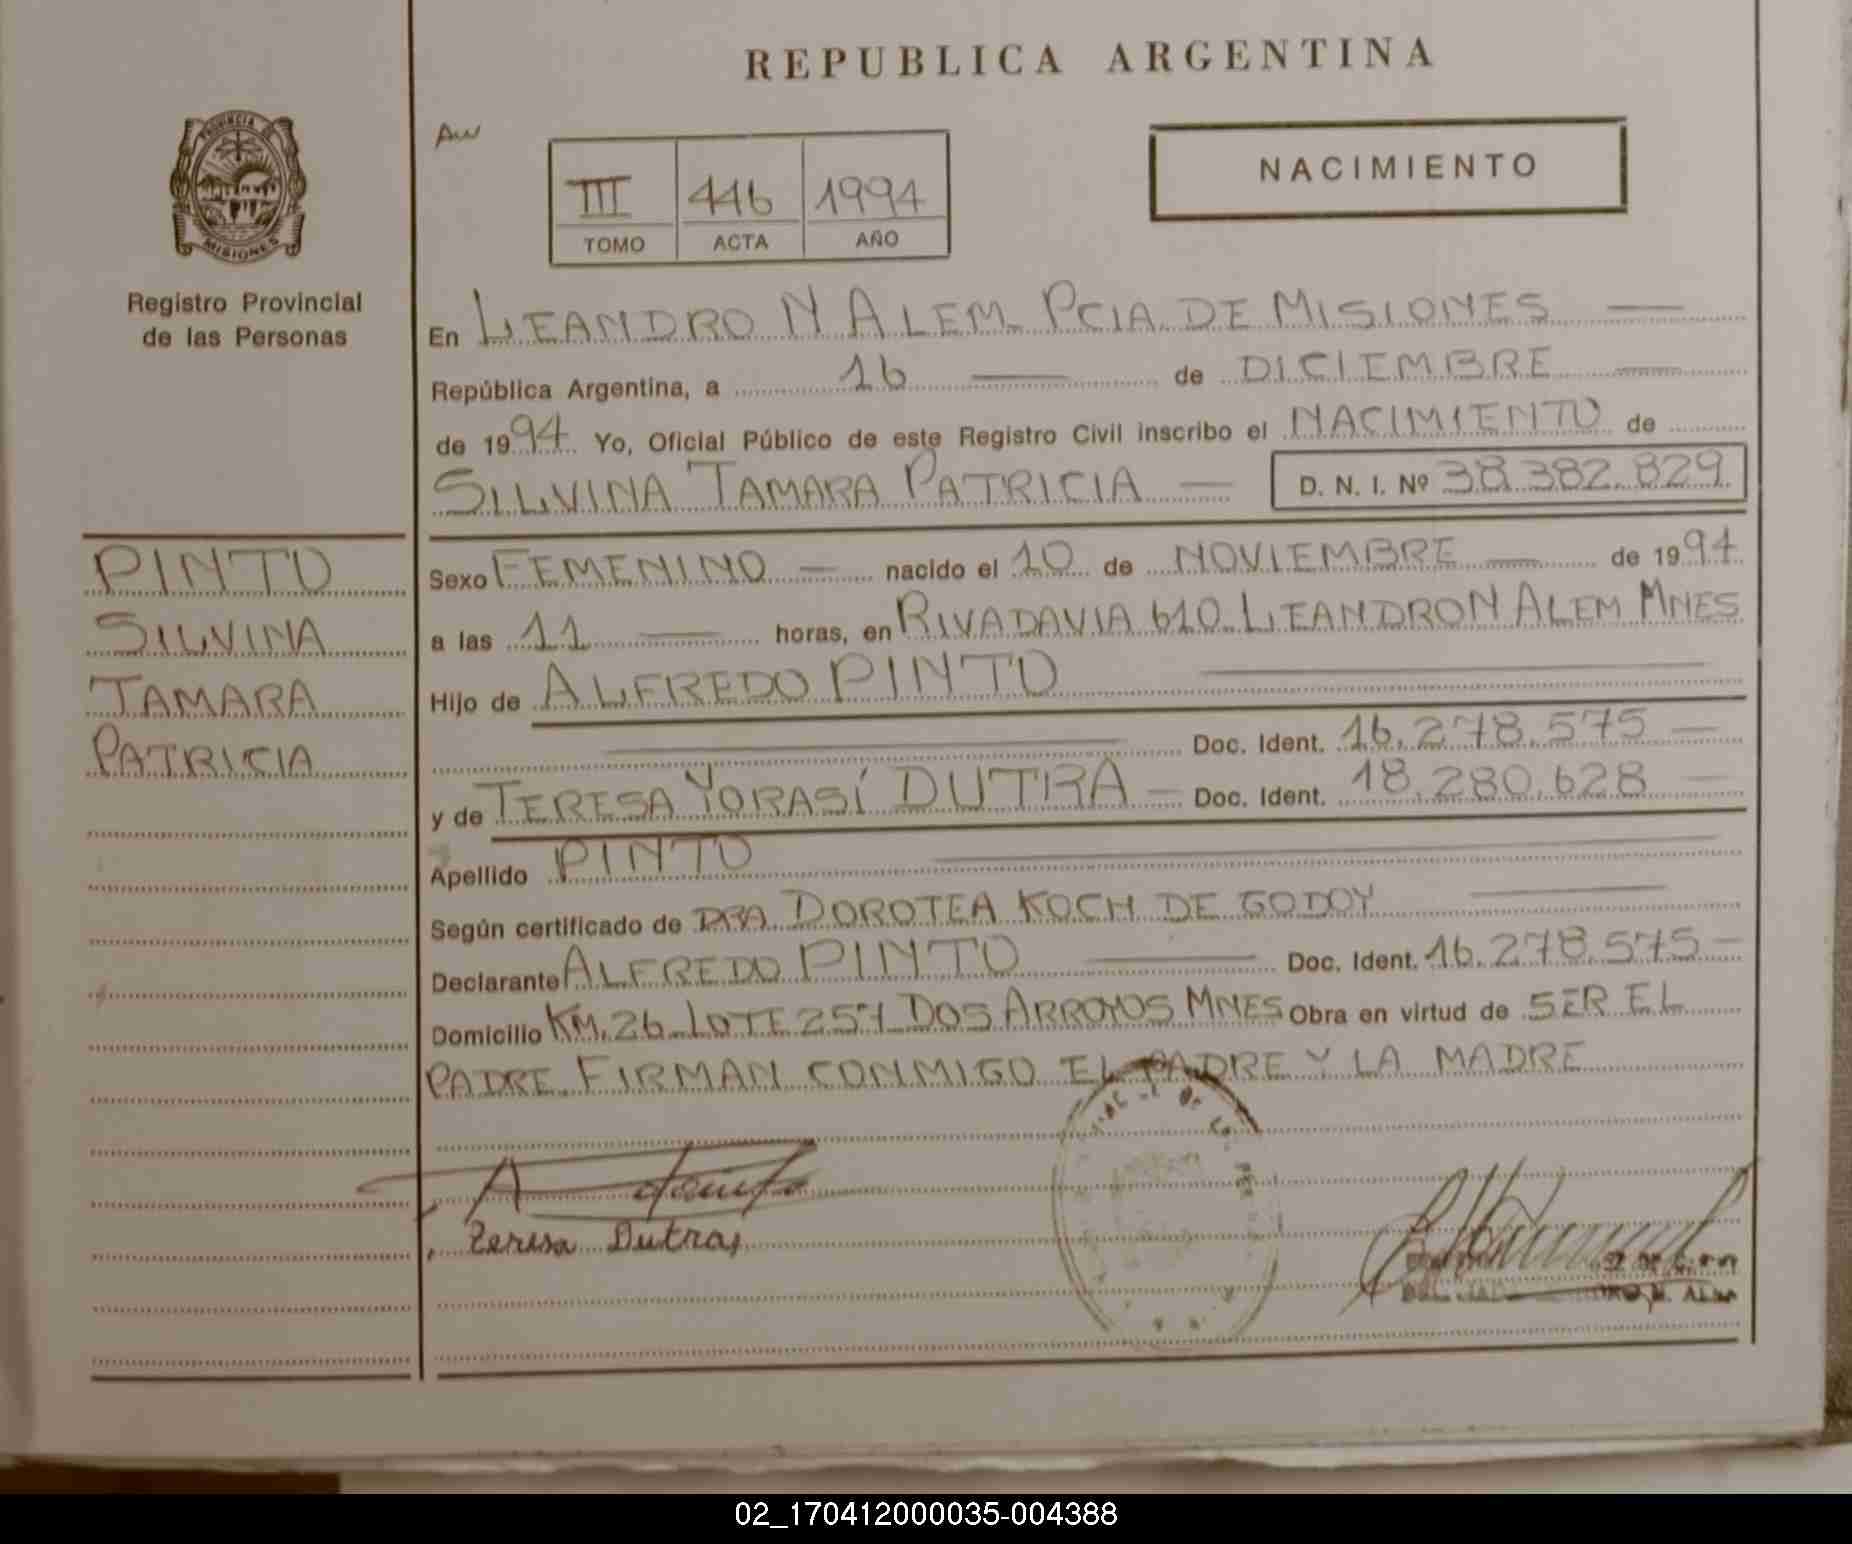 REPUBLICA ARGENTINA
PROVINCIA DE
MISIONES
Registro Provincial
de las Personas
AW
III 446 1994
TOMO ACTA AÑO
NACIMIENTO
En LEANDRO N ALEM PCIA. DE MISIONES
República Argentina, a 16 de DICIEMBRE
de 1994 Yo, Oficial Público de este Registro Civil inscribo el NACIMIENTO de
SILVINA TAMARA PATRICIA D. N. I. Nº 38.382.829
PINTO
SILVINA
TAMARA
PATRICIA
Sexo FEMENINO nacido el 10 de NOVIEMBRE de 1994
a las 11 horas, en RIVADAVIA 610 LEANDRO N ALEM MNES
Hijo de ALFREDO PINTO
Doc. Ident. 16.278.575
y de TERESA YORASÍ DUTRA Doc. Ident. 18.280.628
Apellido PINTO
Según certificado de DRA DOROTEA KOCH DE GODOY
Declarante ALFREDO PINTO Doc. Ident. 16.278.575
Domicilio KM. 26 LOTE 257 DOS ARROYOS MNES Obra en virtud de SER EL
PADRE. FIRMAN CONMIGO EL PADRE Y LA MADRE
Teresa Dutra
02_170412000035-004388